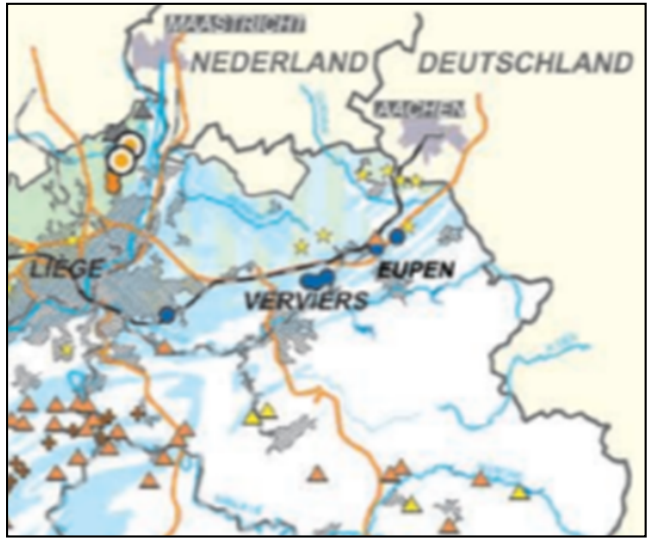 MAASTRICHT
NEDERLAND
DEUTSCHLAND
AACHEN
LIEGE
EUPEN
VERVIERS